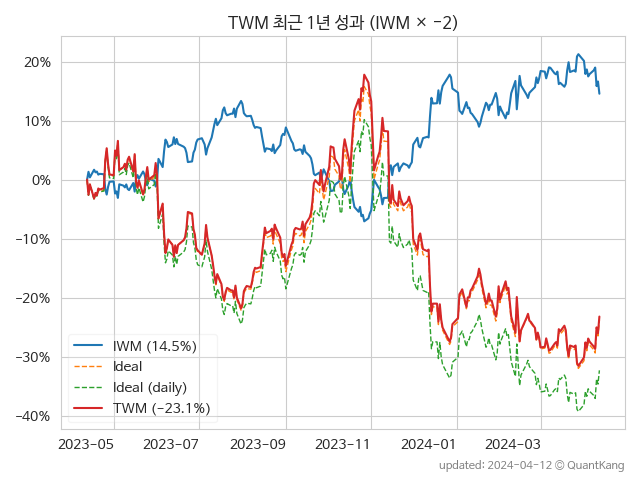 TWM 최근 1년 성과 (IWM × −2)
20%
10%
0%
−10%
−20%
−30%
−40%
IWM (14.5%)
Ideal
Ideal (daily)
TWM (−23.1%)
2023-05 2023-07 2023-09 2023-11 2024-01 2024-03
updated: 2024-04-12 © QuantKang